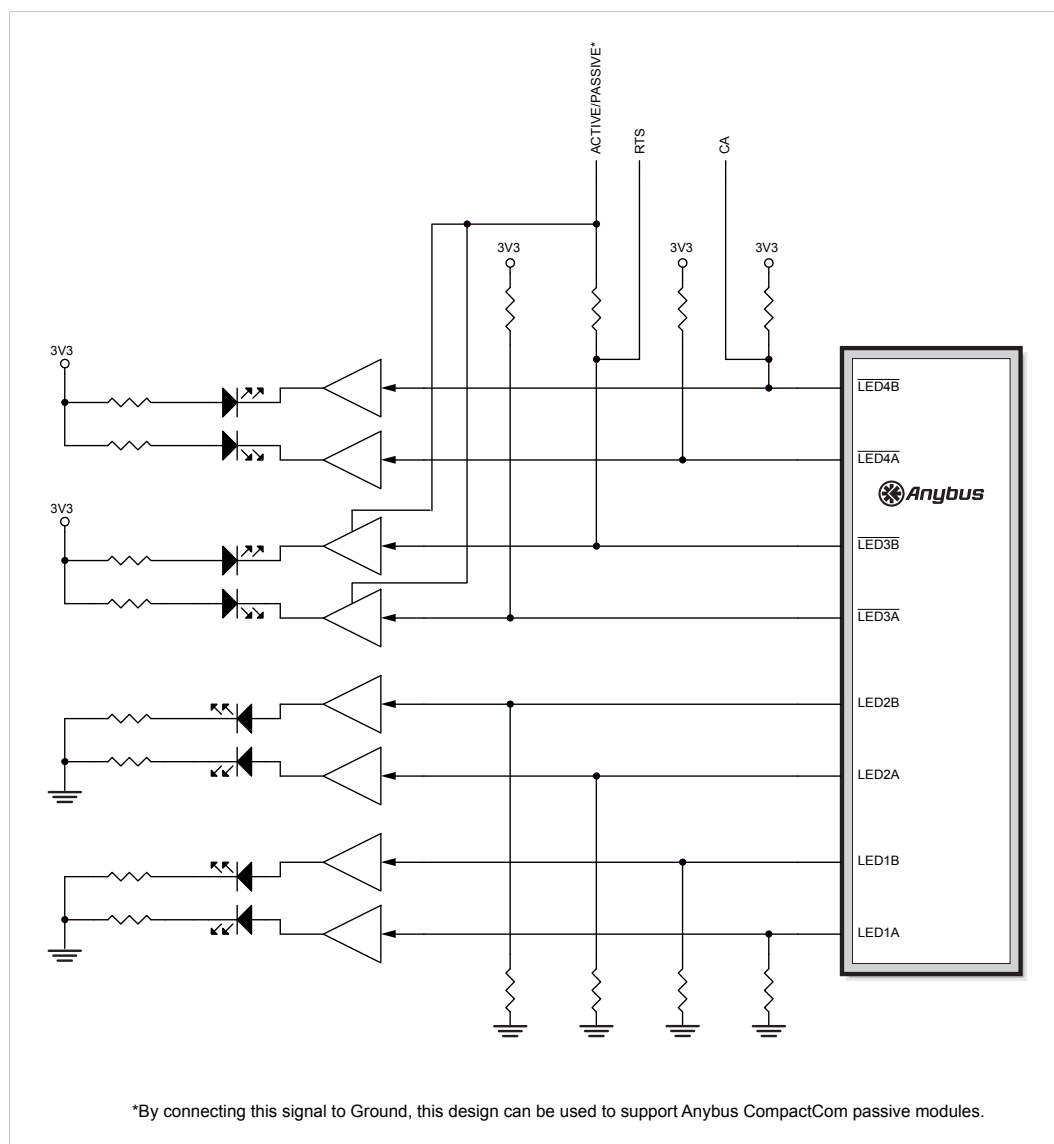 ACTIVE/PASSIVE*
RTS
CA
3V3
3V3
3V3
3V3
LED4B
LED4A
Anybus
3V3
LED3B
LED3A
LED2B
LED2A
LED1B
LED1A
*By connecting this signal to Ground, this design can be used to support Anybus CompactCom passive modules.